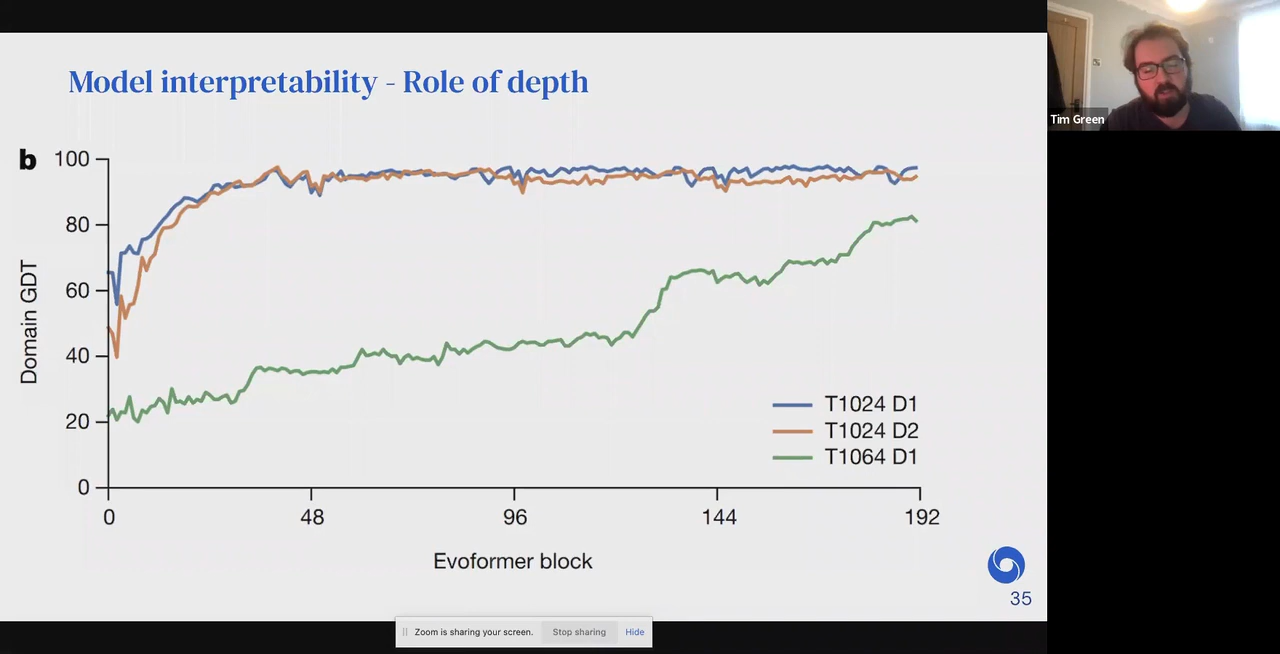 Model interpretability - Role of depth
Tim Green
b
100
80
60
40
20
0
Domain GDT
T1024 D1
T1024 D2
T1064 D1
0 48 96 144 192
Evoformer block
35
Zoom is sharing your screen. Stop sharing Hide